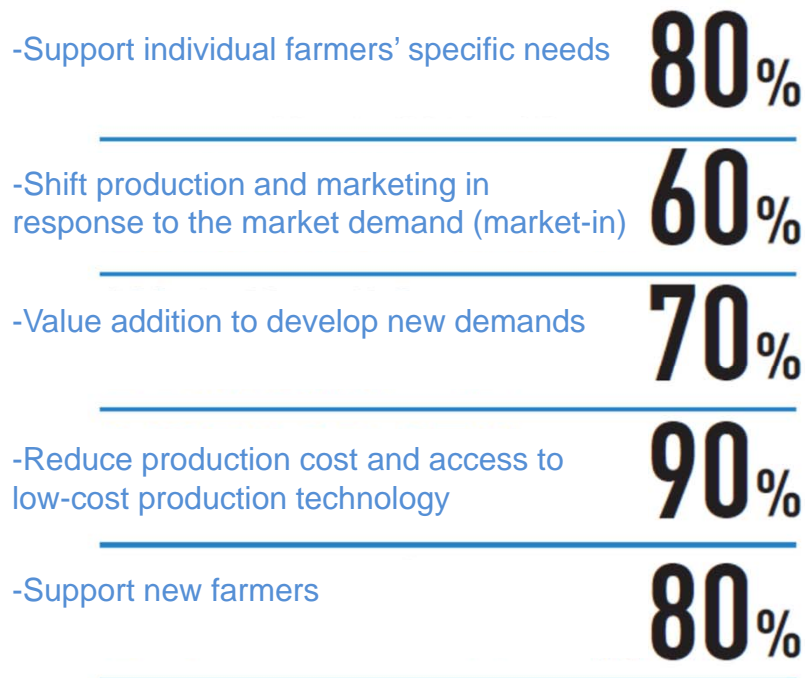 -Support individual farmers’ specific needs 80%
-Shift production and marketing in
response to the market demand (market-in) 60%
-Value addition to develop new demands 70%
-Reduce production cost and access to
low-cost production technology 90%
-Support new farmers 80%